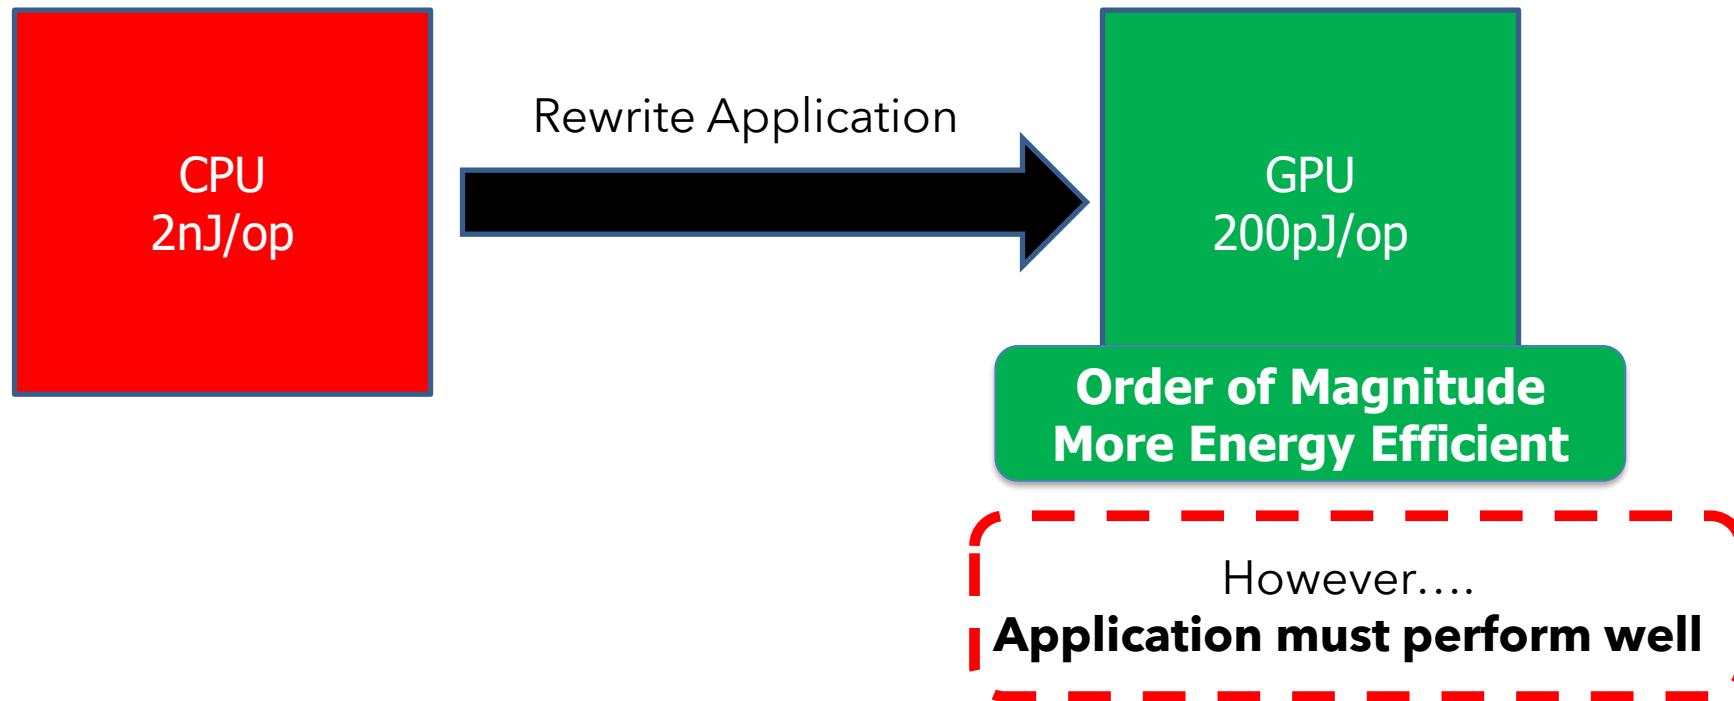 CPU
2nJ/op
Rewrite Application
GPU
200pJ/op
Order of Magnitude
More Energy Efficient
However....
Application must perform well